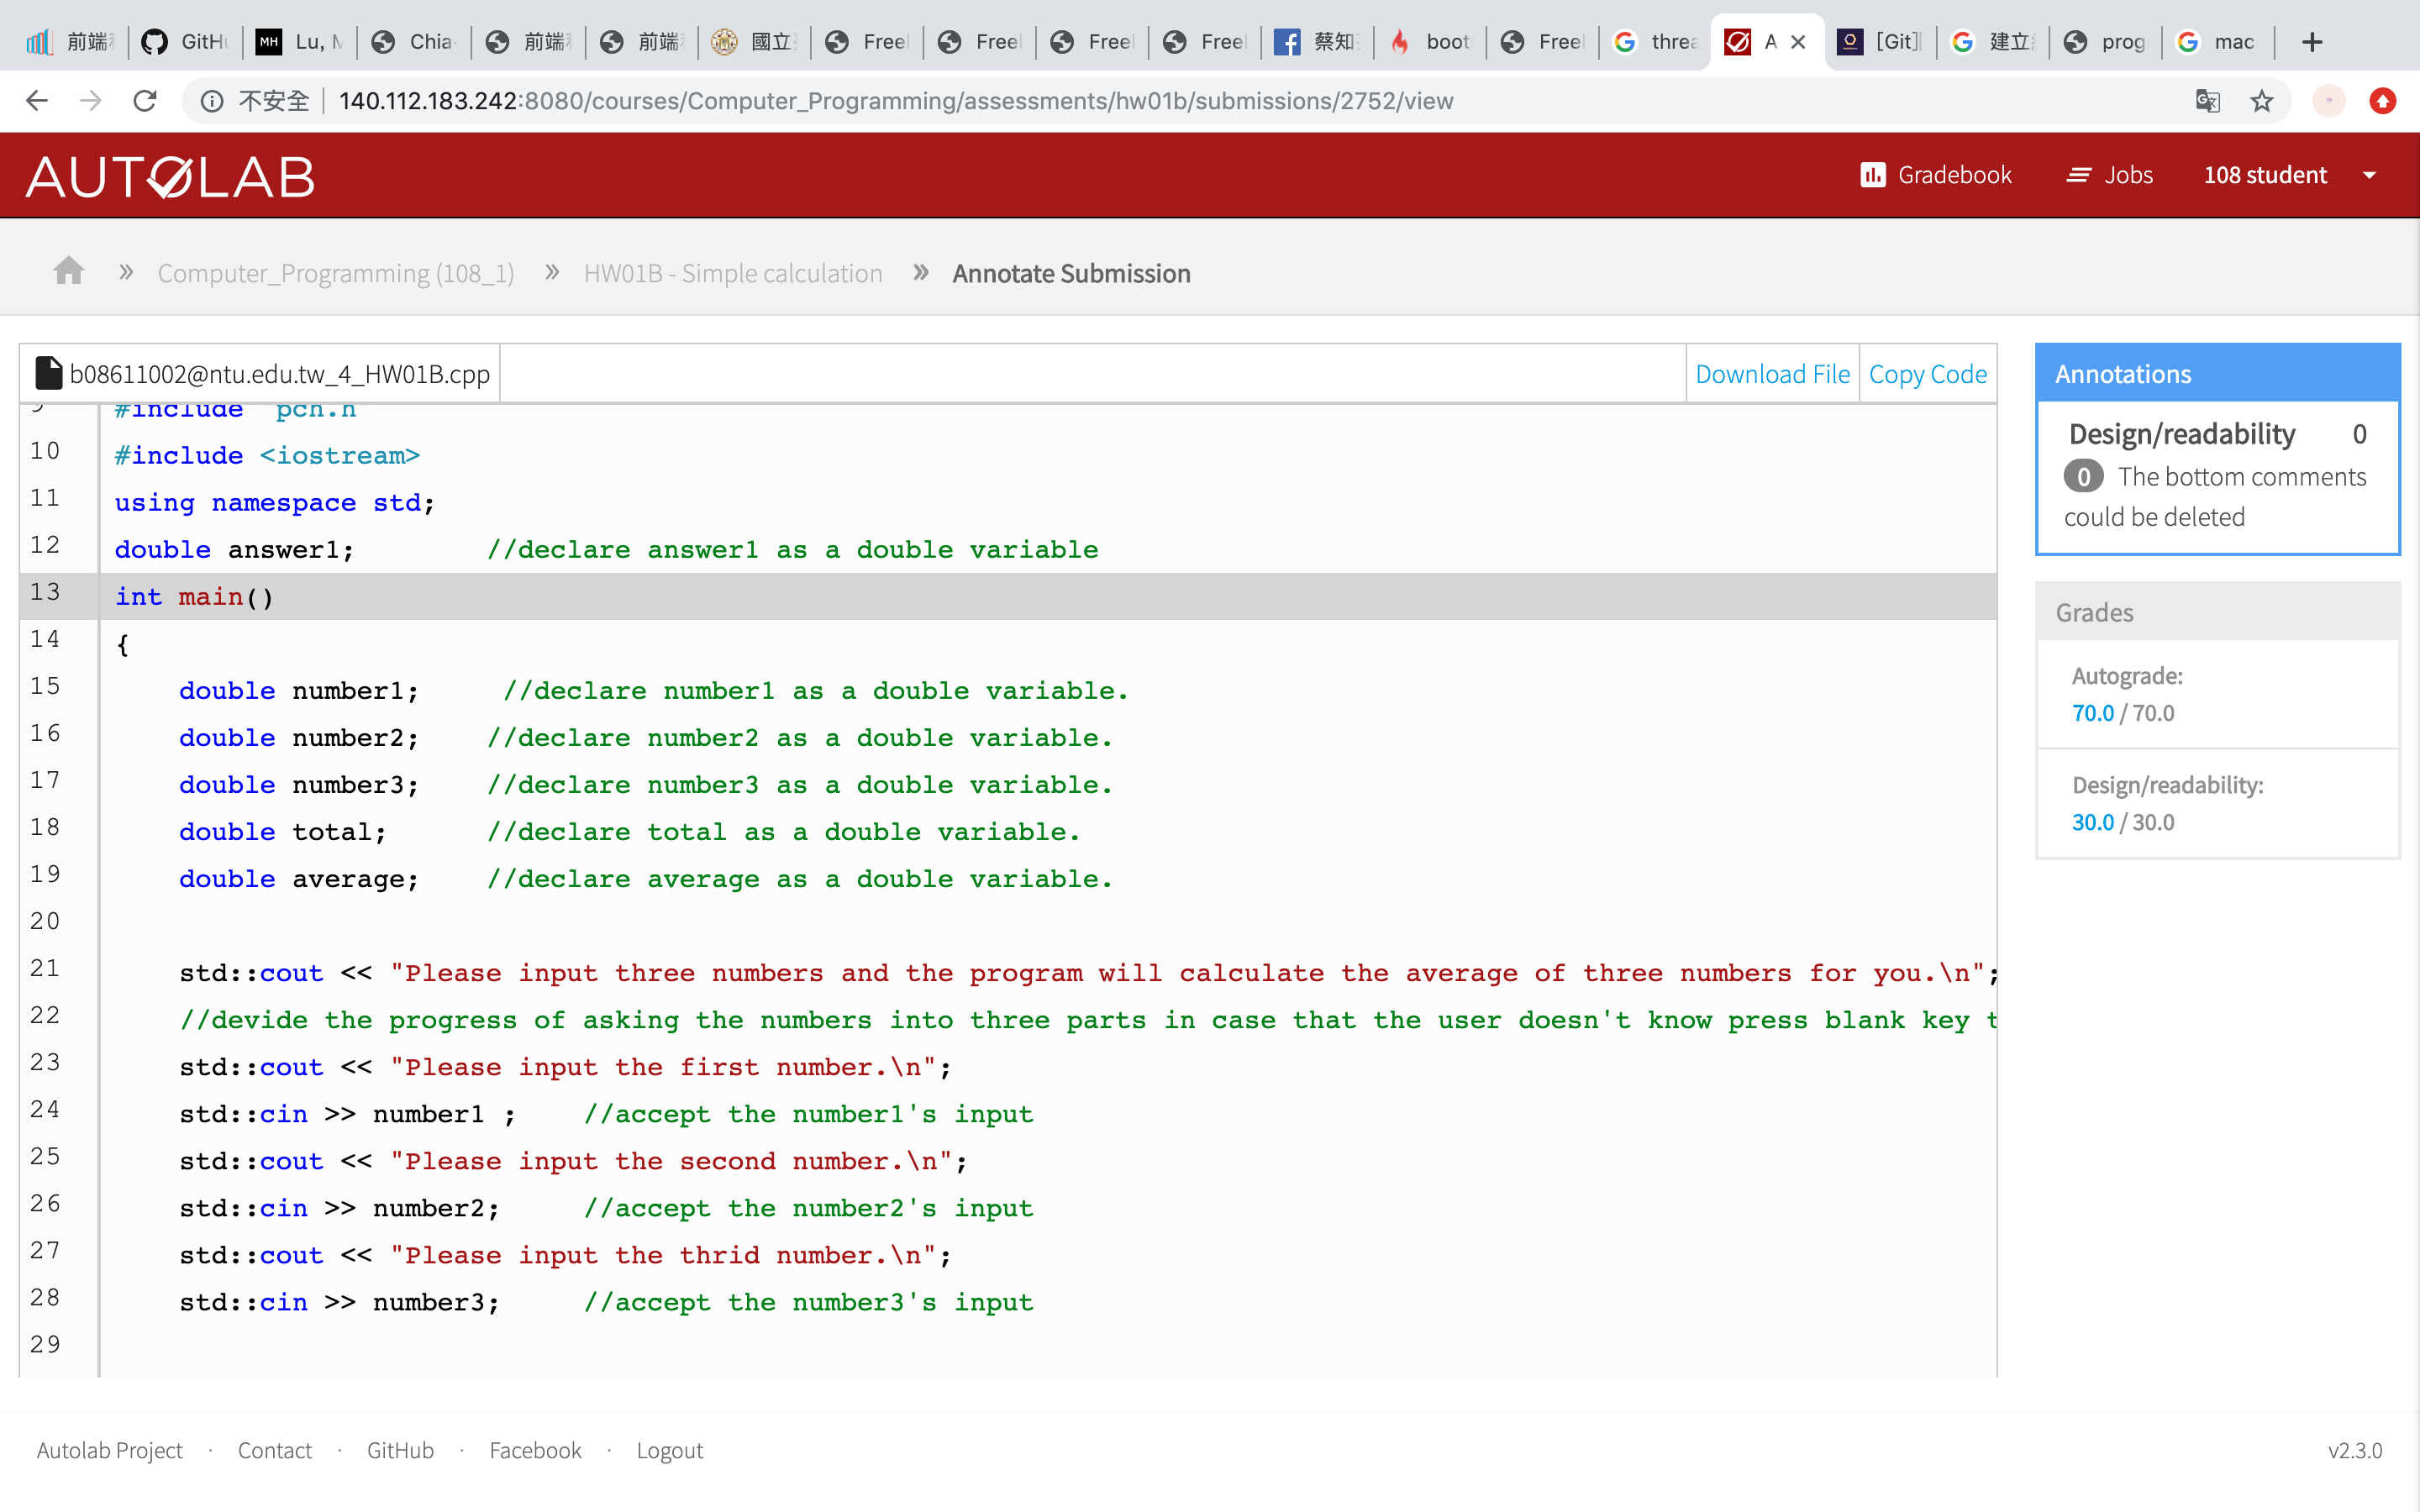 前端 GitHu MH Lu, M Chia- 前端 前端 國立 Free Free Free Free 蔡知 boot Free threa A [Git] 建立 prog mac
不安全 140.112.183.242:8080/courses/Computer_Programming/assessments/hw01b/submissions/2752/view
AUTOLAB Gradebook Jobs 108 student
» Computer_Programming (108_1) » HW01B - Simple calculation » Annotate Submission
b08611002@ntu.edu.tw_4_HW01B.cpp Download File Copy Code
9 #include "pch.h"
10 #include <iostream>
11 using namespace std;
12 double answer1; //declare answer1 as a double variable
13 int main()
14 {
15 double number1; //declare number1 as a double variable.
16 double number2; //declare number2 as a double variable.
17 double number3; //declare number3 as a double variable.
18 double total; //declare total as a double variable.
19 double average; //declare average as a double variable.
20
21 std::cout << "Please input three numbers and the program will calculate the average of three numbers for you.\n";
22 //devide the progress of asking the numbers into three parts in case that the user doesn't know press blank key t
23 std::cout << "Please input the first number.\n";
24 std::cin >> number1 ; //accept the number1's input
25 std::cout << "Please input the second number.\n";
26 std::cin >> number2; //accept the number2's input
27 std::cout << "Please input the thrid number.\n";
28 std::cin >> number3; //accept the number3's input
29
Annotations
Design/readability 0
0 The bottom comments
could be deleted
Grades
Autograde:
70.0 / 70.0
Design/readability:
30.0 / 30.0
Autolab Project · Contact · GitHub · Facebook · Logout v2.3.0